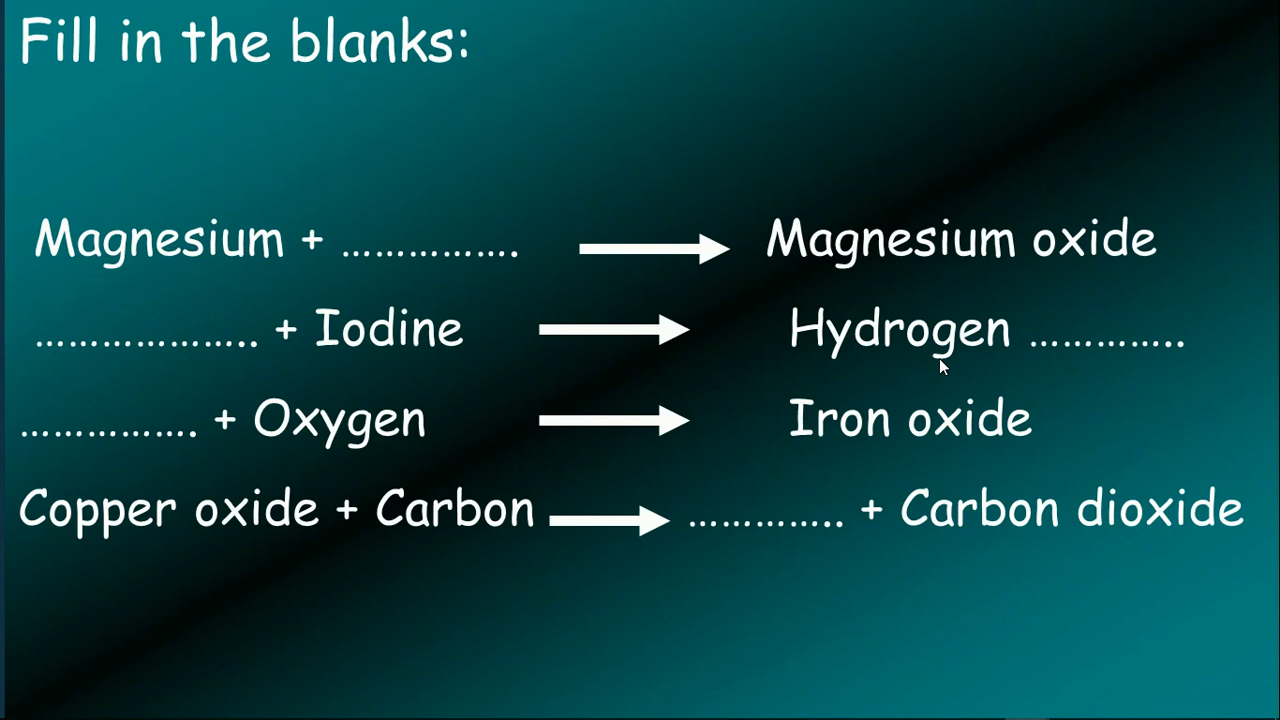 Fill in the blanks:
Magnesium + ……………. Magnesium oxide
……………….. + Iodine Hydrogen …………..
……………. + Oxygen Iron oxide
Copper oxide + Carbon ………….. + Carbon dioxide